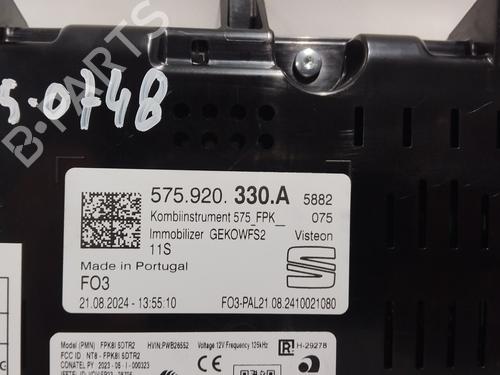 5.0748
B-PARTS
575.920.330.A 5882
Kombiinstrument 575_FPK_ 075
Immobilizer GEKOWFS2 Visteon
11S
Made in Portugal
FO3
21.08.2024 - 13:55:10 FO3-PAL21 08.2410021080
Model (PMN) FPK8I 5DTR2 HVIN:PWB26552 Voltage 12V Frequency 125kHz R H-29278
FCC ID NT8 - FPK8I 5DTR2
CONATEL PY 2023 - 05 - I - 000323